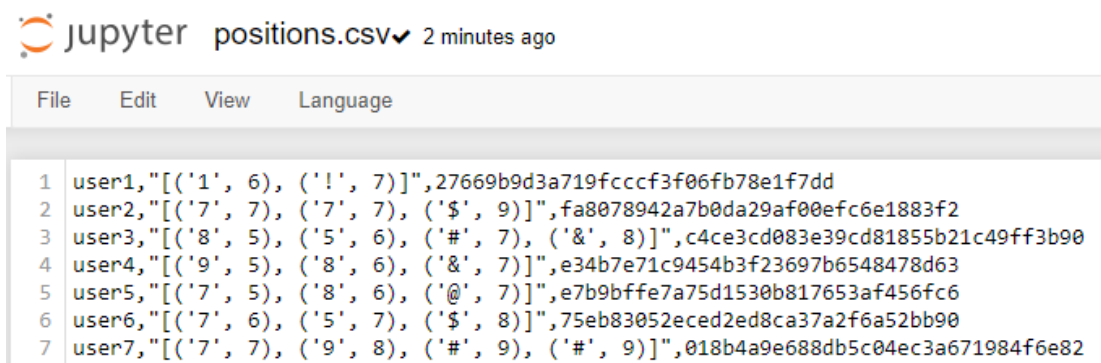 jupyter positions.csv✔ 2 minutes ago
File Edit View Language
1 user1,"[('1', 6), ('!', 7)]",27669b9d3a719fcccf3f06fb78e1f7dd
2 user2,"[('7', 7), ('7', 7), ('$', 9)]",fa8078942a7b0da29af00efc6e1883f2
3 user3,"[('8', 5), ('5', 6), ('#', 7), ('&', 8)]",c4ce3cd083e39cd81855b21c49ff3b90
4 user4,"[('9', 5), ('8', 6), ('&', 7)]",e34b7e71c9454b3f23697b6548478d63
5 user5,"[('7', 5), ('8', 6), ('@', 7)]",e7b9bffe7a75d1530b817653af456fc6
6 user6,"[('7', 6), ('5', 7), ('$', 8)]",75eb83052eced2ed8ca37a2f6a52bb90
7 user7,"[('7', 7), ('9', 8), ('#', 9), ('#', 9)]",018b4a9e688db5c04ec3a671984f6e82